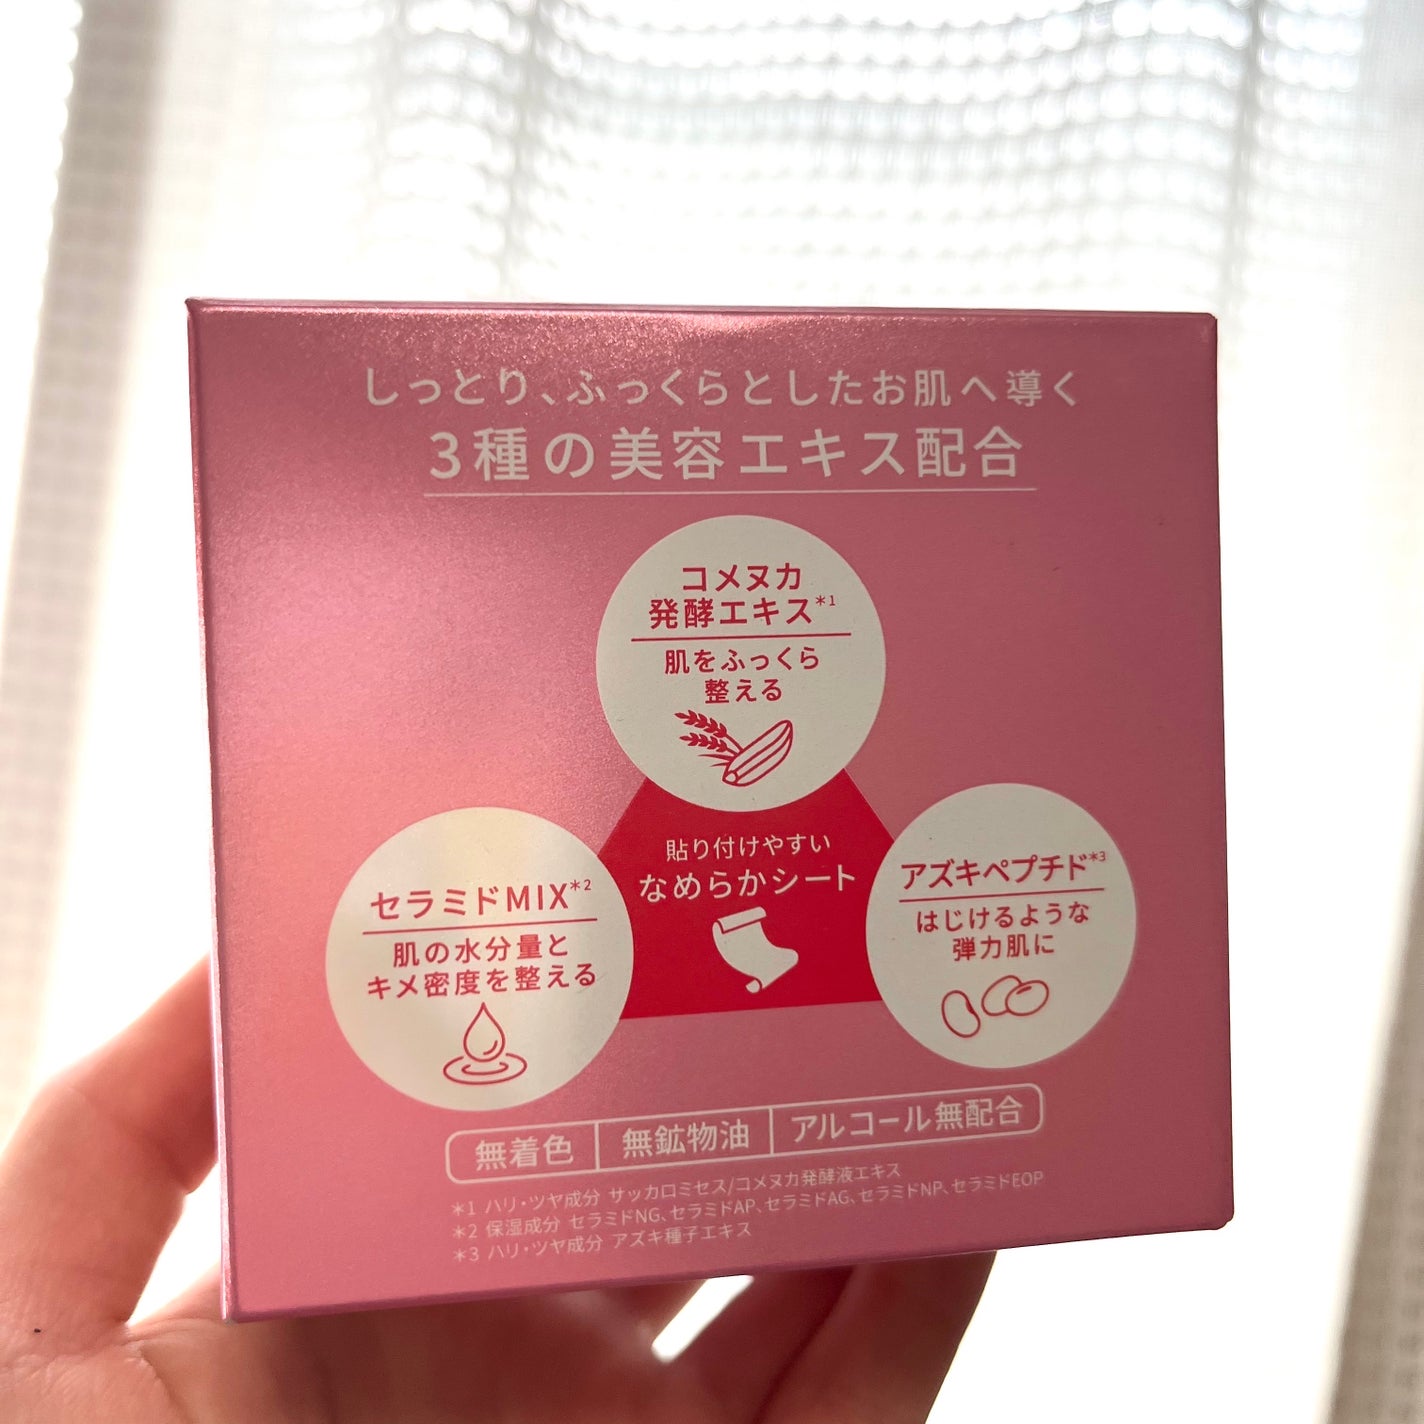 しっとり、ふっくらとしたお肌へ導く
3種の美容エキス配合
コメヌカ
発酵エキス＊1
肌をふっくら
整える
貼り付けやすい
なめらかシート
セラミドMIX＊2
肌の水分量と
キメ密度を整える
アズキペプチド＊3
はじけるような
弾力肌に
無着色 無鉱物油 アルコール無配合
＊1 ハリ・ツヤ成分 サッカロミセス/コメヌカ発酵液エキス
＊2 保湿成分 セラミドNG、セラミドAP、セラミドAG、セラミドNP、セラミドEOP
＊3 ハリ・ツヤ成分 アズキ種子エキス